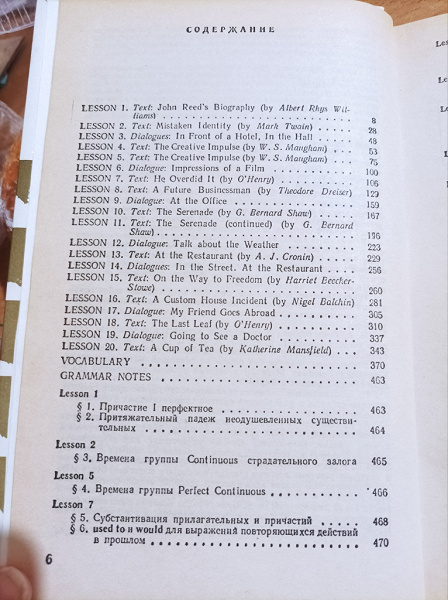 СОДЕРЖАНИЕ
LESSON 1. Text: John Reed's Biography (by Albert Rhys Wil-
liams) . . . . . 8
LESSON 2. Text: Mistaken Identity (by Mark Twain) . . . . . 28
LESSON 3. Dialogues: In Front of a Hotel, In the Hall . . . . 43
LESSON 4. Text: The Creative Impulse (by W. S. Maugham) . . . 53
LESSON 5. Text: The Creative Impulse (by W. S. Maugham) . . . 75
LESSON 6. Dialogue: Impressions of a Film . . . . . 100
LESSON 7. Text: He Overdid It (by O'Henry) . . . . . 106
LESSON 8. Text: A Future Businessman (by Theodore Dreiser) . 129
LESSON 9. Dialogue: At the Office . . . . . 159
LESSON 10. Text: The Serenade (by G. Bernard Shaw) . . . . 167
LESSON 11. Text: The Serenade (continued) (by G. Bernard
Shaw) . . . . . 196
LESSON 12. Dialogue: Talk about the Weather . . . . . 223
LESSON 13. Text: At the Restaurant (by A. J. Cronin) . . . . 229
LESSON 14. Dialogues: In the Street. At the Restaurant . . . . 256
LESSON 15. Text: On the Way to Freedom (by Harriet Beecher-
Stowe) . . . . . 260
LESSON 16. Text: A Custom House Incident (by Nigel Balchin) 281
LESSON 17. Dialogue: My Friend Goes Abroad . . . . . 305
LESSON 18. Text: The Last Leaf (by O'Henry) . . . . . 310
LESSON 19. Dialogue: Going to See a Doctor . . . . . 337
LESSON 20. Text: A Cup of Tea (by Katherine Mansfield) . . . . 343
VOCABULARY . . . . . 370
GRAMMAR NOTES . . . . . 463
Lesson 1
§ 1. Причастие I перфектное . . . . . 463
§ 2. Притяжательный падеж неодушевленных существи-
тельных . . . . . 464
Lesson 2
§ 3. Времена группы Continuous страдательного залога 465
Lesson 5
§ 4. Времена группы Perfect Continuous . . . . . 466
Lesson 7
§ 5. Субстантивация прилагательных и причастий . . . . . 468
§ 6. used to и would для выражений повторяющихся действий
в прошлом . . . . . 470
6